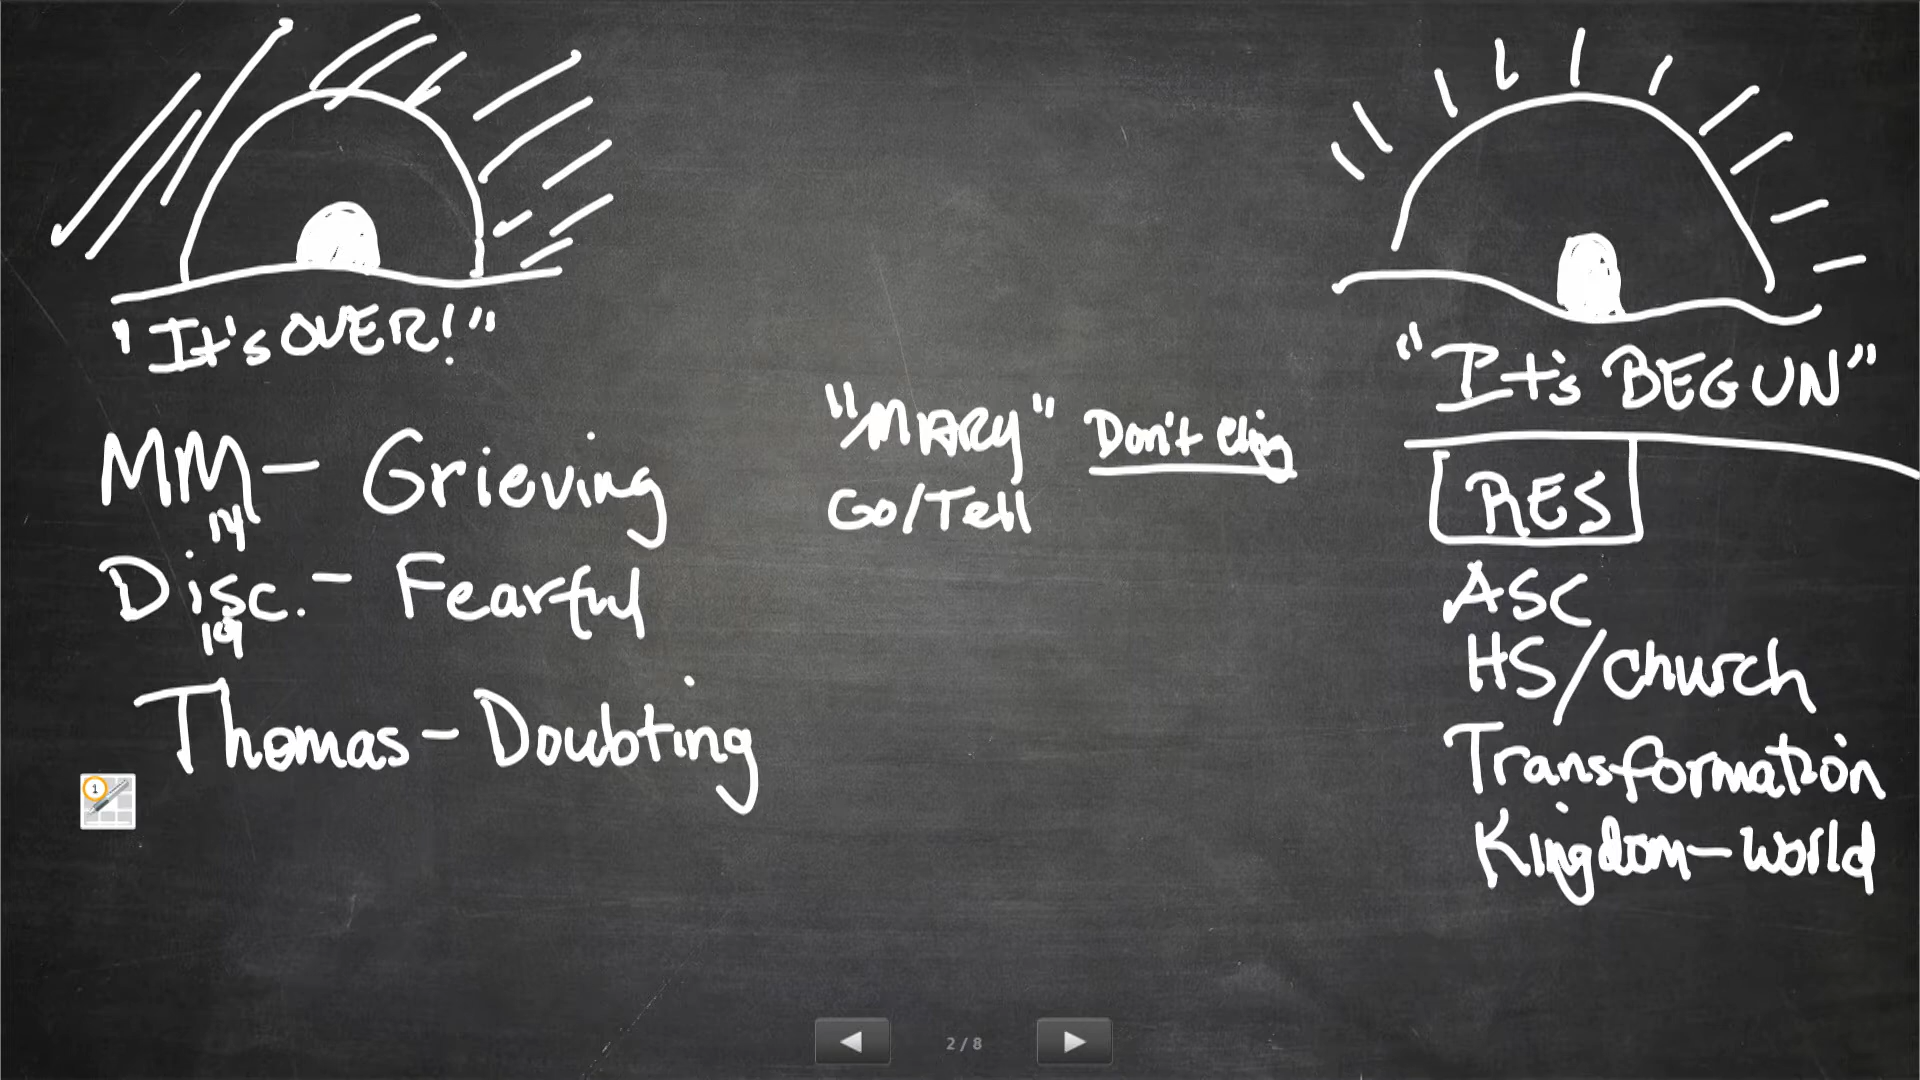 "It's OVER!"
MM — Grieving
14
Disc. - Fearful
19
Thomas - Doubting
"MARY" Don't Cling
Go/Tell
"It's BEGUN"
RES
ASC
HS/Church
Transformation
Kingdom - World
1
2 / 8